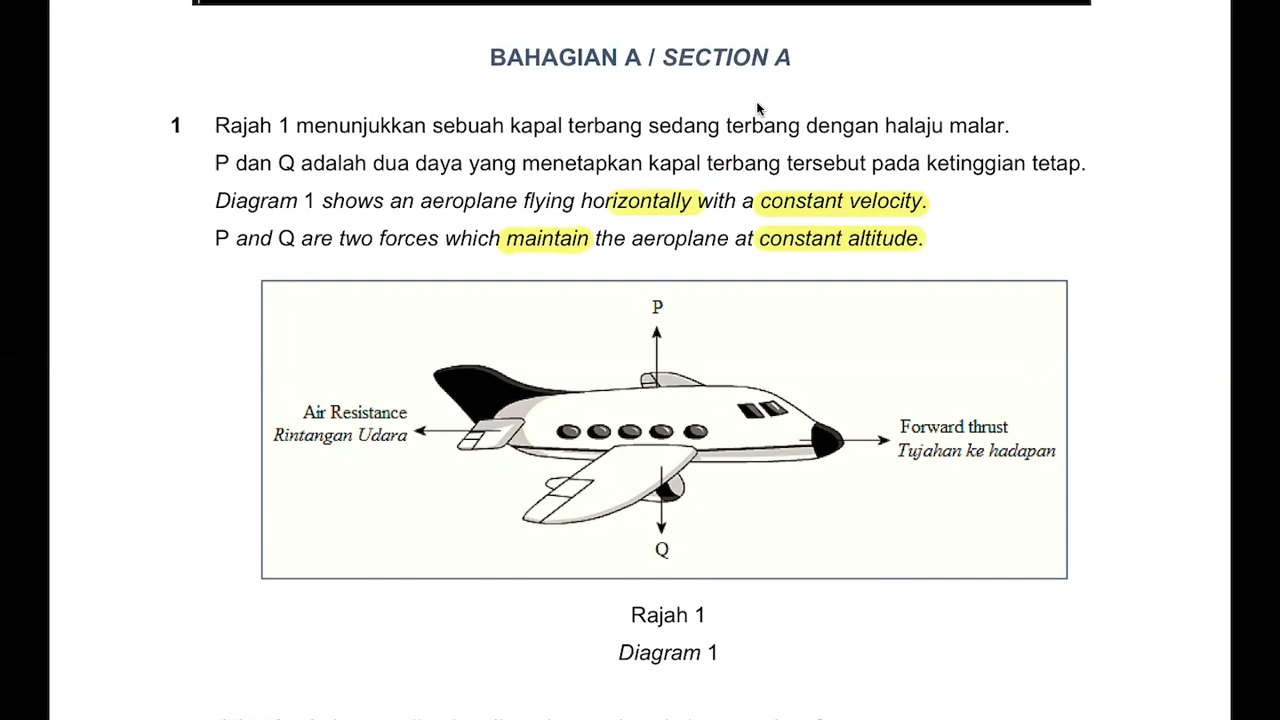 BAHAGIAN A / SECTION A
1 Rajah 1 menunjukkan sebuah kapal terbang sedang terbang dengan halaju malar.
P dan Q adalah dua daya yang menetapkan kapal terbang tersebut pada ketinggian tetap.
Diagram 1 shows an aeroplane flying horizontally with a constant velocity.
P and Q are two forces which maintain the aeroplane at constant altitude.
P
Air Resistance
Rintangan Udara
Forward thrust
Tujahan ke hadapan
Q
Rajah 1
Diagram 1